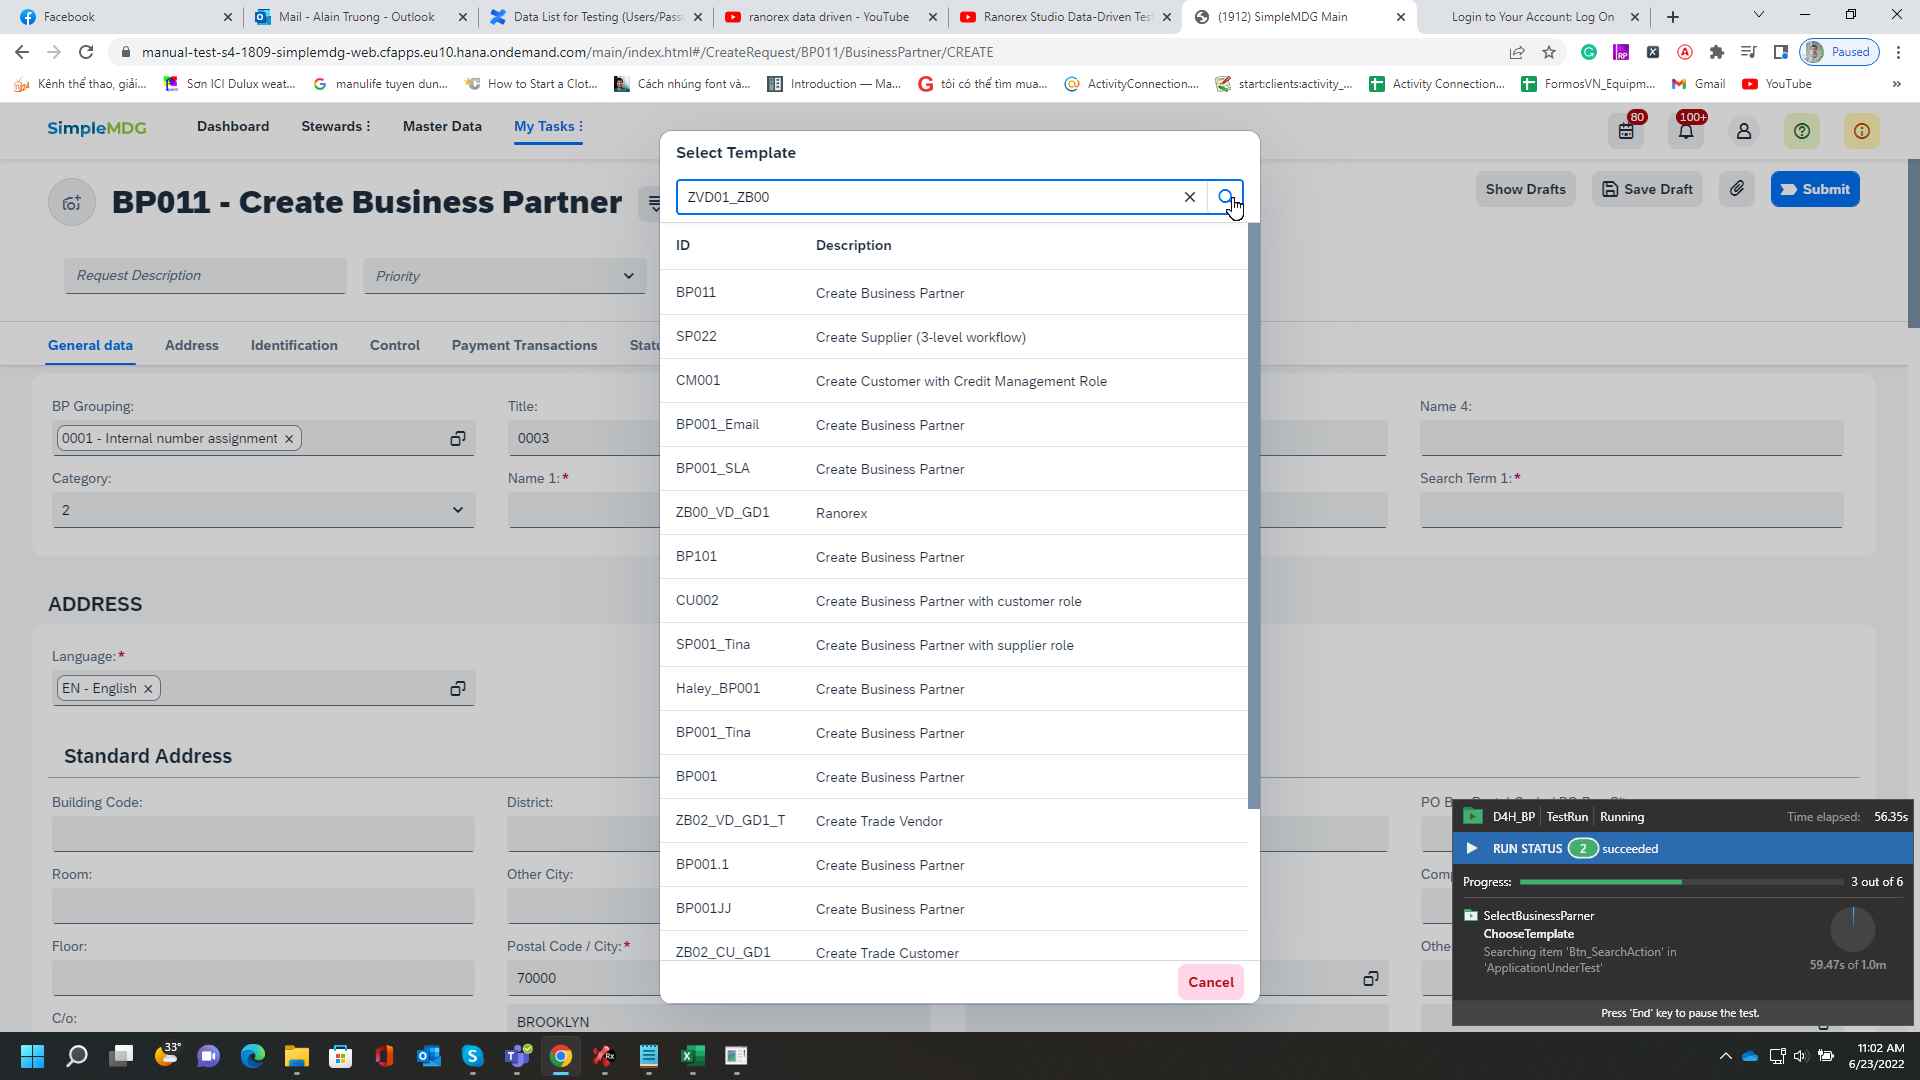 Facebook
Mail - Alain Truong - Outlook
Data List for Testing (Users/Pass
ranorex data driven - YouTube
Ranorex Studio Data-Driven Tes
(1912) SimpleMDG Main
Login to Your Account: Log On
manual-test-s4-1809-simplemdg-web.cfapps.eu10.hana.ondemand.com/main/index.html#/CreateRequest/BP011/BusinessPartner/CREATE
Paused
Kênh thể thao, giải...
Sơn ICI Dulux weat...
manulife tuyen dun...
How to Start a Clot...
Cách nhúng font và...
Introduction — Ma...
tôi có thể tìm mua...
ActivityConnection....
start:clients:activity_...
Activity Connection...
FormosVN_Equipm...
Gmail
YouTube
»
SimpleMDG
Dashboard
Stewards
Master Data
My Tasks
80
100+
BP011 - Create Business Partner
Show Drafts
Save Draft
Submit
Request Description
Priority
General data
Address
Identification
Control
Payment Transactions
Statu
BP Grouping:
0001 - Internal number assignment
Title:
0003
Name 4:
Category:
2
Name 1:*
Search Term 1:*
ADDRESS
Language:*
EN - English
Standard Address
Building Code:
District:
Room:
Other City:
Floor:
Postal Code / City:*
70000
C/o:
BROOKLYN
Select Template
ZVD01_ZB00
ID Description
BP011 Create Business Partner
SP022 Create Supplier (3-level workflow)
CM001 Create Customer with Credit Management Role
BP001_Email Create Business Partner
BP001_SLA Create Business Partner
ZB00_VD_GD1 Ranorex
BP101 Create Business Partner
CU002 Create Business Partner with customer role
SP001_Tina Create Business Partner with supplier role
Haley_BP001 Create Business Partner
BP001_Tina Create Business Partner
BP001 Create Business Partner
ZB02_VD_GD1_T Create Trade Vendor
BP001.1 Create Business Partner
BP001JJ Create Business Partner
ZB02_CU_GD1 Create Trade Customer
Cancel
PO B
Com
Othe
D4H_BP TestRun Running Time elapsed: 56.35s
RUN STATUS 2 succeeded
Progress: 3 out of 6
SelectBusinessParner
ChooseTemplate
Searching item 'Btn_SearchAction' in
'ApplicationUnderTest'
59.47s of 1.0m
Press 'End' key to pause the test.
33°
11:02 AM
6/23/2022